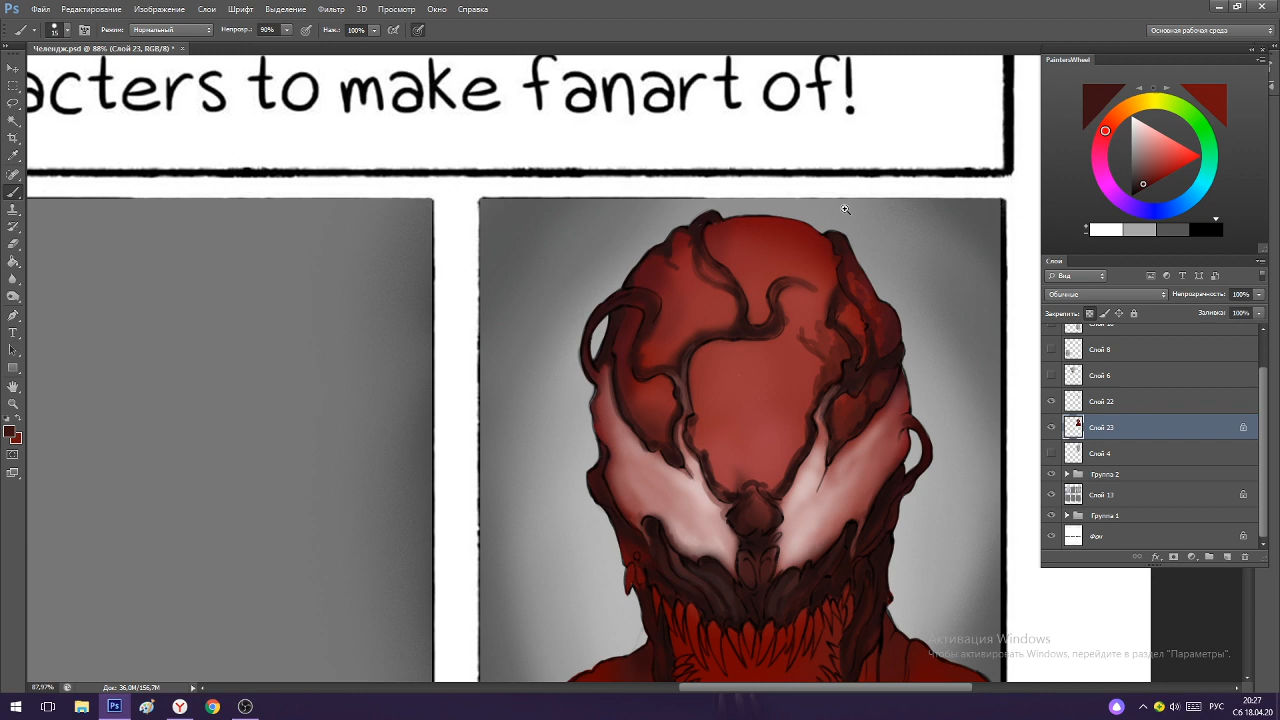 Ps Файл Редактирование Изображение Слои Шрифт Выделение Фильтр 3D Просмотр Окно Справка
15 Режим: Нормальный Непрозр.: 90% Наж.: 100% Основная рабочая среда
Челендж.psd @ 88% (Слой 23, RGB/8) * ×
acters to make fanart of!
PaintersWheel
Слои
Вид
Обычные Непрозрачность: 100%
Закрепить: Заливка: 100%
Слой 8
Слой 6
Слой 22
Слой 23
Слой 4
Группа 2
Слой 13
Группа 1
Фон
Активация Windows
Чтобы активировать Windows, перейдите в раздел "Параметры".
87,97% Док: 36,0M/156,7M
РУС 20:27
Сб 18.04.20